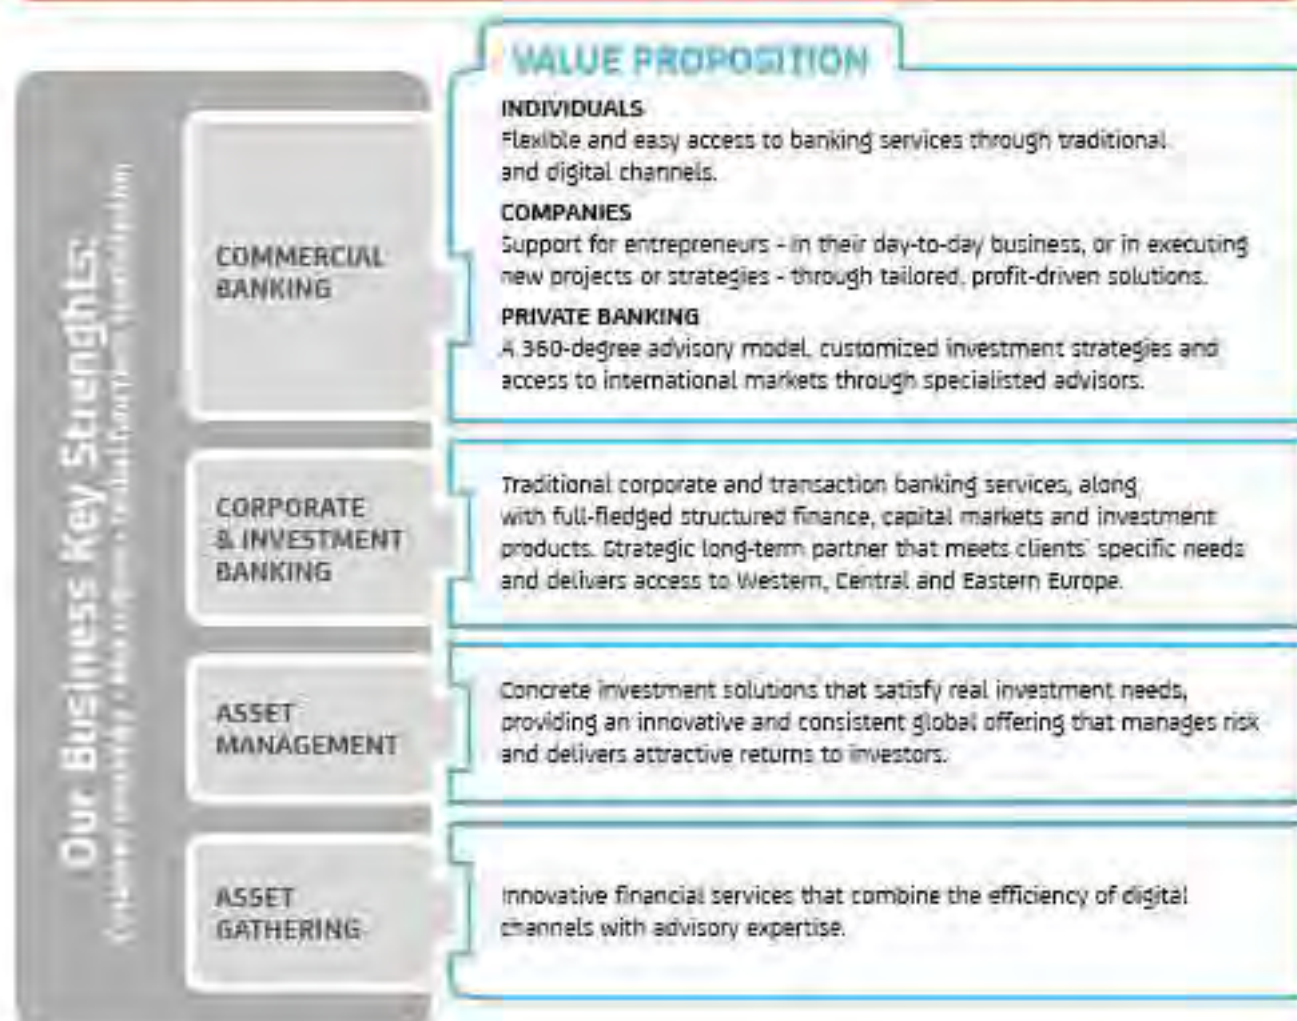 VALUE PROPOSITION
Our Business Key Strenghts:
COMMERCIAL
BANKING
INDIVIDUALS
Flexible and easy access to banking services through traditional
and digital channels.
COMPANIES
Support for entrepreneurs - in their day-to-day business, or in executing
new projects or strategies - through tailored, profit-driven solutions.
PRIVATE BANKING
A 360-degree advisory model, customized investment strategies and
access to international markets through specialisted advisors.
CORPORATE
& INVESTMENT
BANKING
Traditional corporate and transaction banking services, along
with full-fledged structured finance, capital markets and investment
products. Strategic long-term partner that meets clients' specific needs
and delivers access to Western, Central and Eastern Europe.
ASSET
MANAGEMENT
Concrete investment solutions that satisfy real investment needs,
providing an innovative and consistent global offering that manages risk
and delivers attractive returns to investors.
ASSET
GATHERING
Innovative financial services that combine the efficiency of digital
channels with advisory expertise.